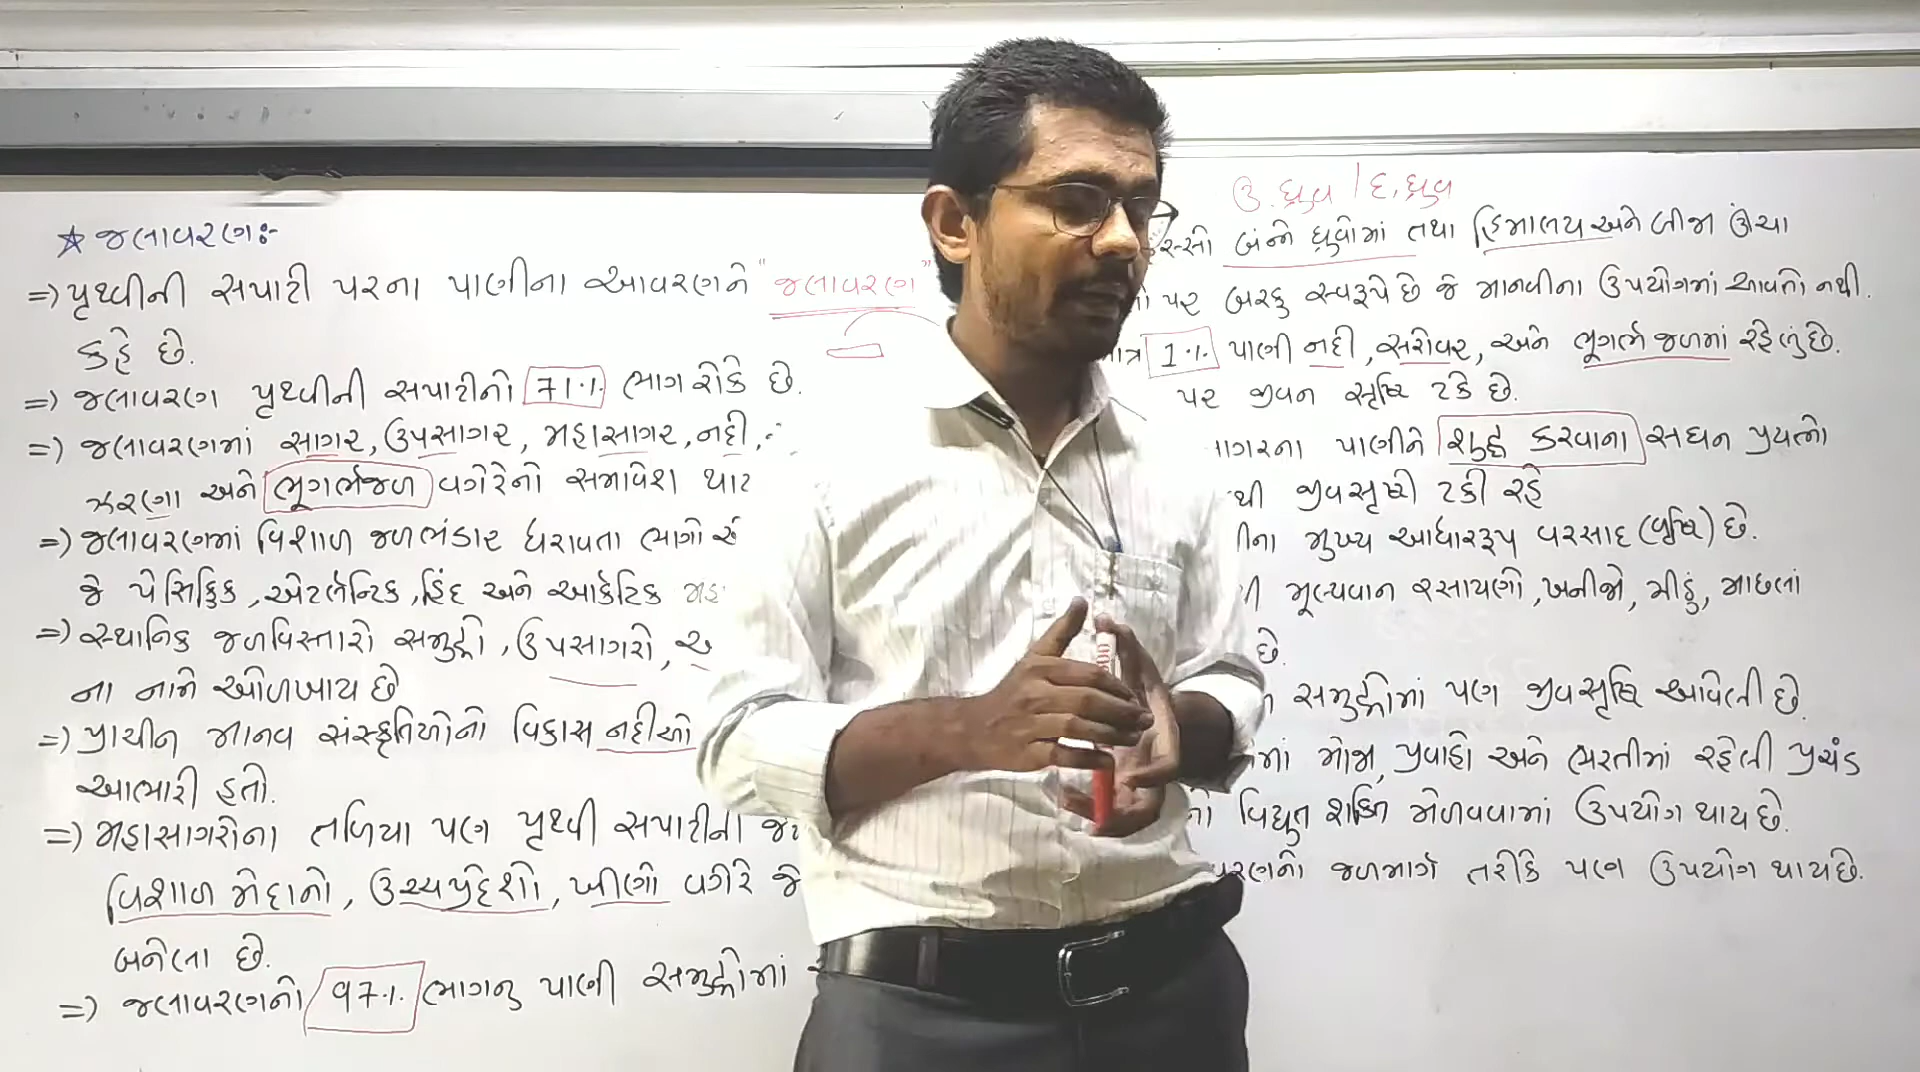 ★ જલાવરણ:-
=> પૃથ્વીની સપાટી પરના પાણીના આવરણને "જલાવરણ"
કહે છે.
=> જલાવરણ પૃથ્વીની સપાટીનો 71% ભાગ રોકે છે.
=> જલાવરણમાં સાગર, ઉપસાગર, મહાસાગર, નદી,
ઝરણા અને ભૂગર્ભજળ વગેરેનો સમાવેશ થાય
=> જલાવરણમાં વિશાળ જળભંડાર ધરાવતા ભાગો
જે પેસિફિક, એટલેન્ટિક, હિંદ અને આર્કટિક
=> સ્થાનિક જળવિસ્તારો સમુદ્રો, ઉપસાગરો,
ના નામે ઓળખાય છે
=> પ્રાચીન માનવ સંસ્કૃતિઓનો વિકાસ નદીઓ
આભારી હતો.
=> મહાસાગરોના તળિયા પણ પૃથ્વી સપાટીની
વિશાળ મેદાનો, ઉચ્ચપ્રદેશો, ખીણો વગેરે જે
બનેલા છે.
=> જલાવરણનો 97% ભાગનુ પાણી સમુદ્રોમાં
ઉ.ધ્રુવ / દ.ધ્રુવ
બંન્ને ધ્રુવોમાં તથા હિમાલય અને બીજા ઊંચા
પર બરફ સ્વરૂપે છે જે માનવીના ઉપયોગમાં આવતો નથી.
1% પાણી નદી, સરોવર, અને ભૂગર્ભ જળમાં રહેલું છે.
પર જીવન સૃષ્ટિ ટકે છે.
પાણીને શુદ્ધ કરવાના સઘન પ્રયત્નો
થી જીવસૃષ્ટી ટકી રહે
મુખ્ય આધારરૂપ વરસાદ (વૃષ્ટિ) છે.
મૂલ્યવાન રસાયણો, ખનીજો, મીઠું, માછલાં
છે.
સમુદ્રોમાં પણ જીવસૃષ્ટિ આવેલી છે.
માં મોજા, પ્રવાહો અને ભરતીમાં રહેલી પ્રચંડ
નો વિદ્યુત શક્તિ મેળવવામાં ઉપયોગ થાય છે.
જળમાર્ગ તરીકે પણ ઉપયોગ થાય છે.